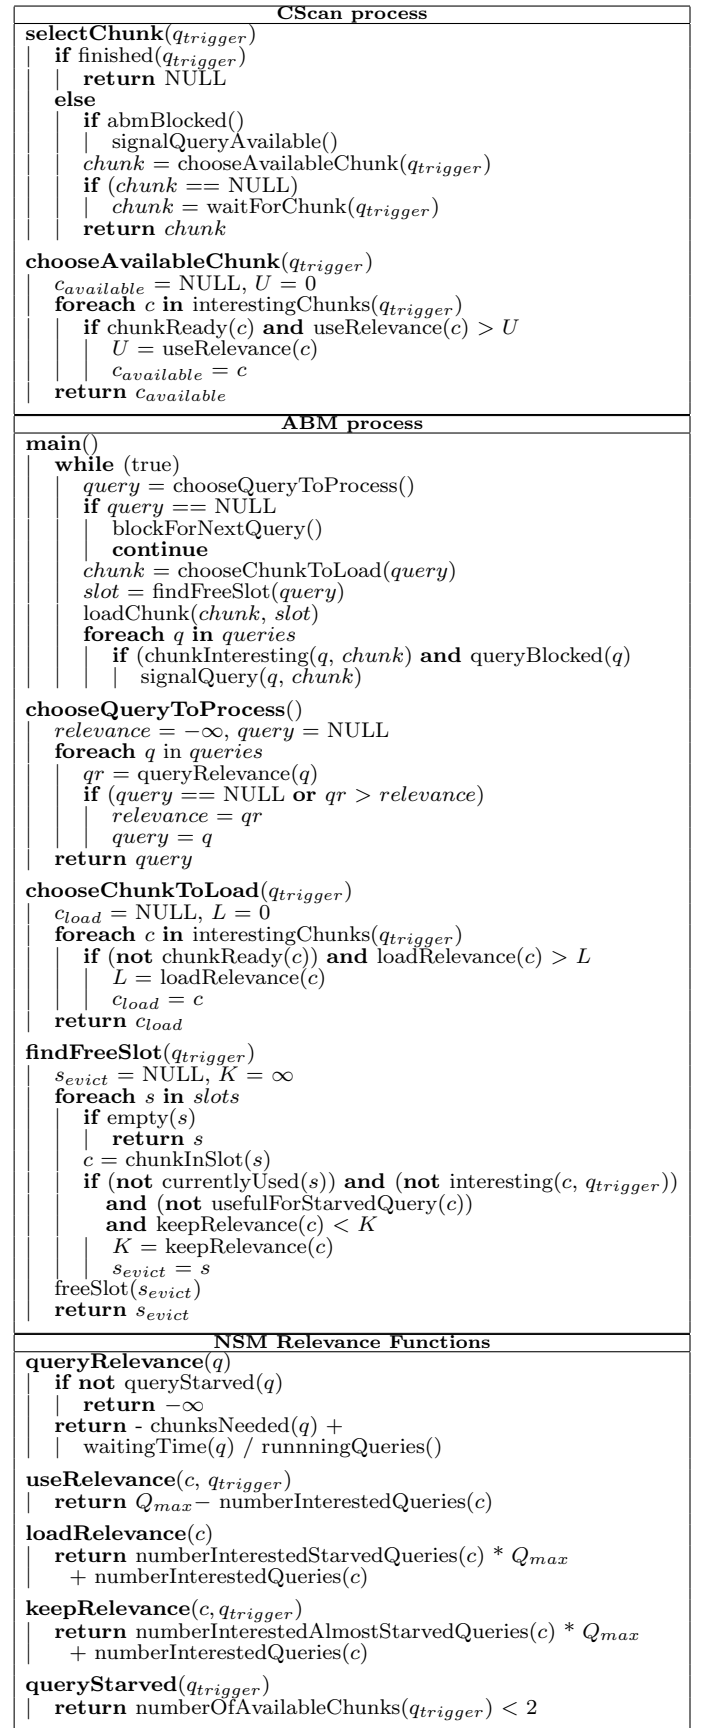 CScan process
selectChunk(q_trigger)
if finished(q_trigger)
return NULL
else
if abmBlocked()
signalQueryAvailable()
chunk = chooseAvailableChunk(q_trigger)
if (chunk == NULL)
chunk = waitForChunk(q_trigger)
return chunk
chooseAvailableChunk(q_trigger)
c_available = NULL, U = 0
foreach c in interestingChunks(q_trigger)
if chunkReady(c) and useRelevance(c) > U
U = useRelevance(c)
c_available = c
return c_available
ABM process
main()
while (true)
query = chooseQueryToProcess()
if query == NULL
blockForNextQuery()
continue
chunk = chooseChunkToLoad(query)
slot = findFreeSlot(query)
loadChunk(chunk, slot)
foreach q in queries
if (chunkInteresting(q, chunk) and queryBlocked(q)
signalQuery(q, chunk)
chooseQueryToProcess()
relevance = −∞, query = NULL
foreach q in queries
qr = queryRelevance(q)
if (query == NULL or qr > relevance)
relevance = qr
query = q
return query
chooseChunkToLoad(q_trigger)
c_load = NULL, L = 0
foreach c in interestingChunks(q_trigger)
if (not chunkReady(c)) and loadRelevance(c) > L
L = loadRelevance(c)
c_load = c
return c_load
findFreeSlot(q_trigger)
s_evict = NULL, K = ∞
foreach s in slots
if empty(s)
return s
c = chunkInSlot(s)
if (not currentlyUsed(s)) and (not interesting(c, q_trigger))
and (not usefulForStarvedQuery(c))
and keepRelevance(c) < K
K = keepRelevance(c)
s_evict = s
freeSlot(s_evict)
return s_evict
NSM Relevance Functions
queryRelevance(q)
if not queryStarved(q)
return −∞
return - chunksNeeded(q) +
waitingTime(q) / runnningQueries()
useRelevance(c, q_trigger)
return Q_max− numberInterestedQueries(c)
loadRelevance(c)
return numberInterestedStarvedQueries(c) * Q_max
+ numberInterestedQueries(c)
keepRelevance(c, q_trigger)
return numberInterestedAlmostStarvedQueries(c) * Q_max
+ numberInterestedQueries(c)
queryStarved(q_trigger)
return numberOfAvailableChunks(q_trigger) < 2